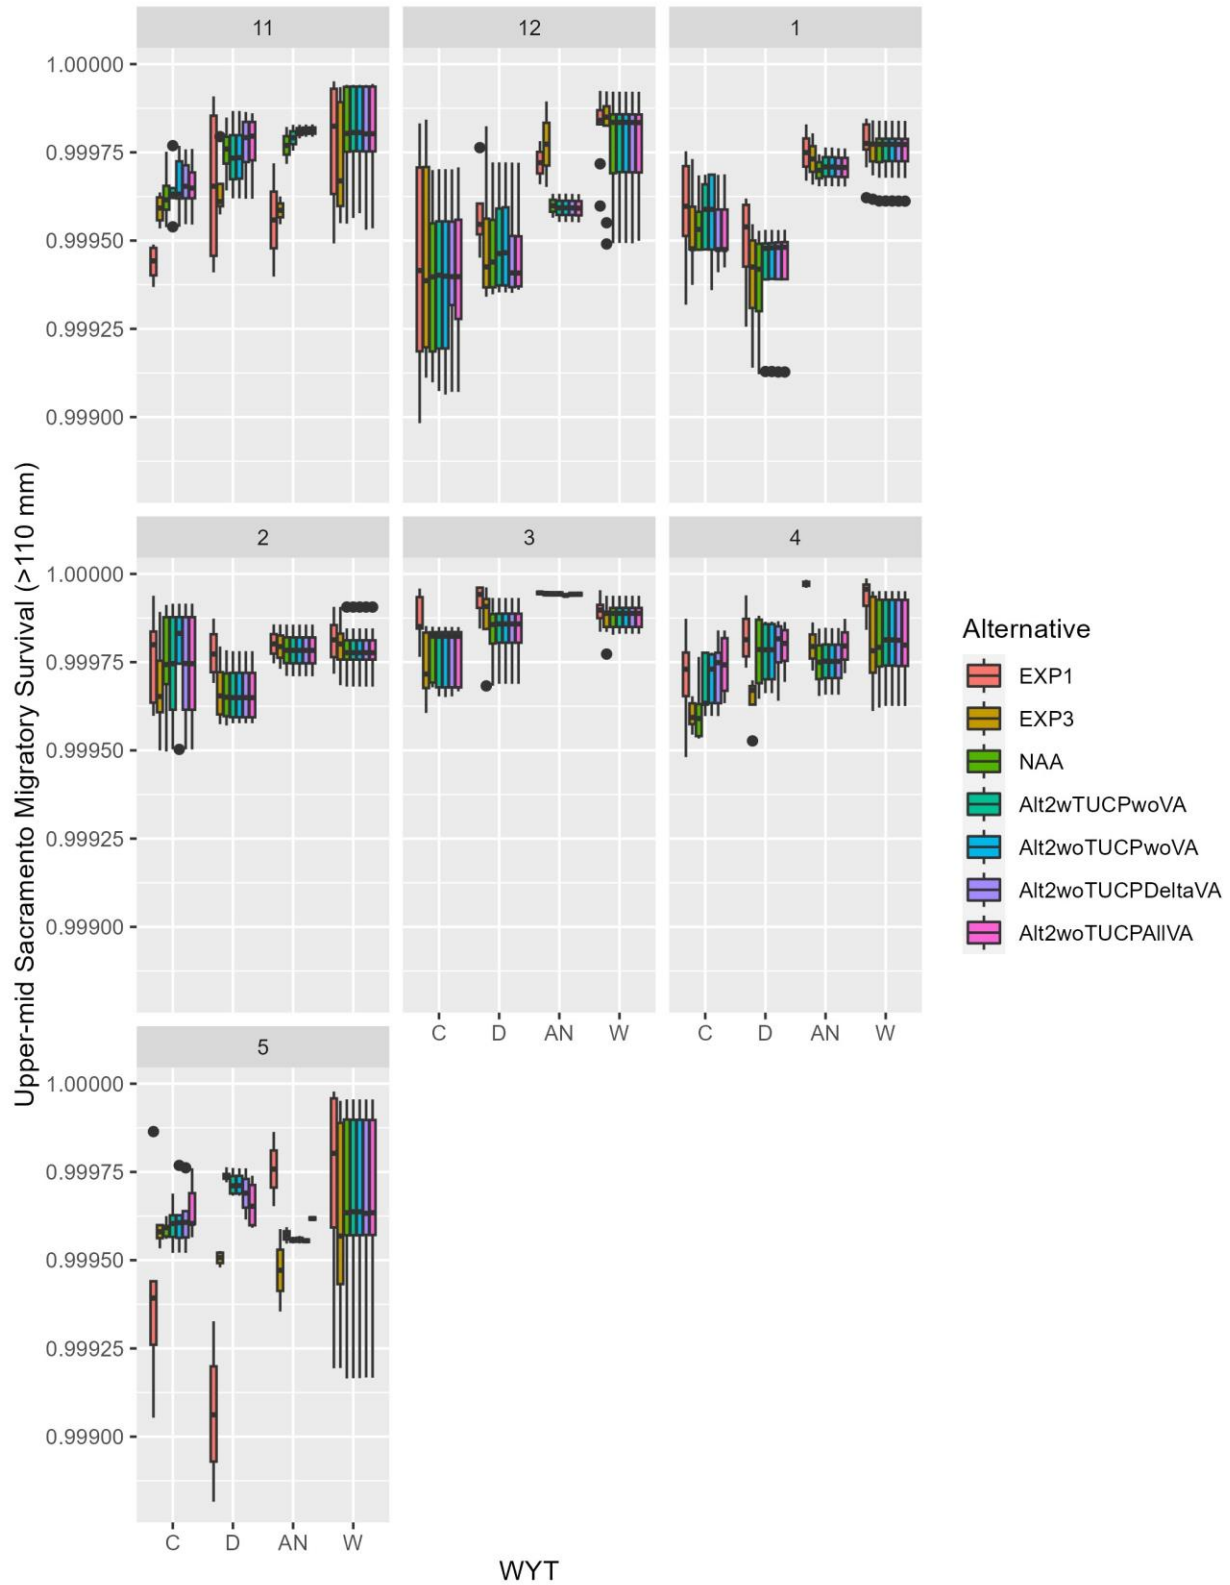 11
12
1
1.00000
0.99975
0.99950
0.99925
0.99900
2
3
4
1.00000
0.99975
0.99950
0.99925
0.99900
C D AN W
C D AN W
5
1.00000
0.99975
0.99950
0.99925
0.99900
C D AN W
WYT
Upper-mid Sacramento Migratory Survival (>110 mm)
Alternative
EXP1
EXP3
NAA
Alt2wTUCPwoVA
Alt2woTUCPwoVA
Alt2woTUCPDeltaVA
Alt2woTUCPAllVA